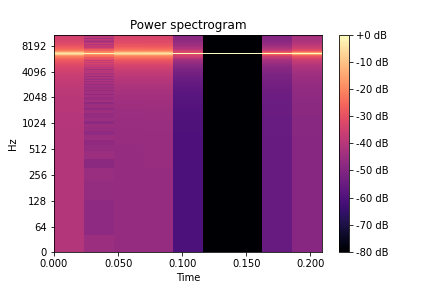 Power spectrogram
8192
4096
2048
1024
512
256
128
64
0
Hz
0.000 0.050 0.100 0.150 0.200
Time
+0 dB
-10 dB
-20 dB
-30 dB
-40 dB
-50 dB
-60 dB
-70 dB
-80 dB